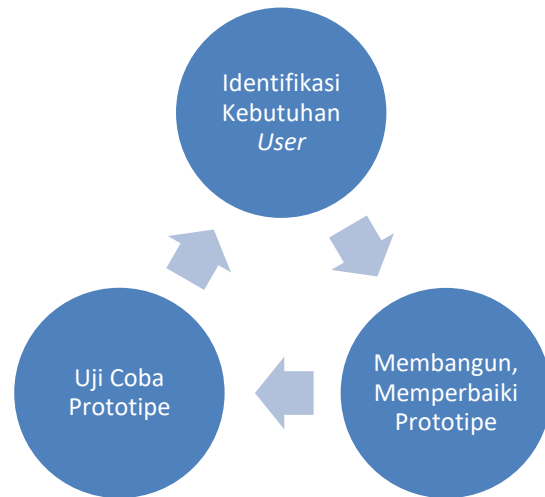 Identifikasi
Kebutuhan
User
Membangun,
Memperbaiki
Prototipe
Uji Coba
Prototipe